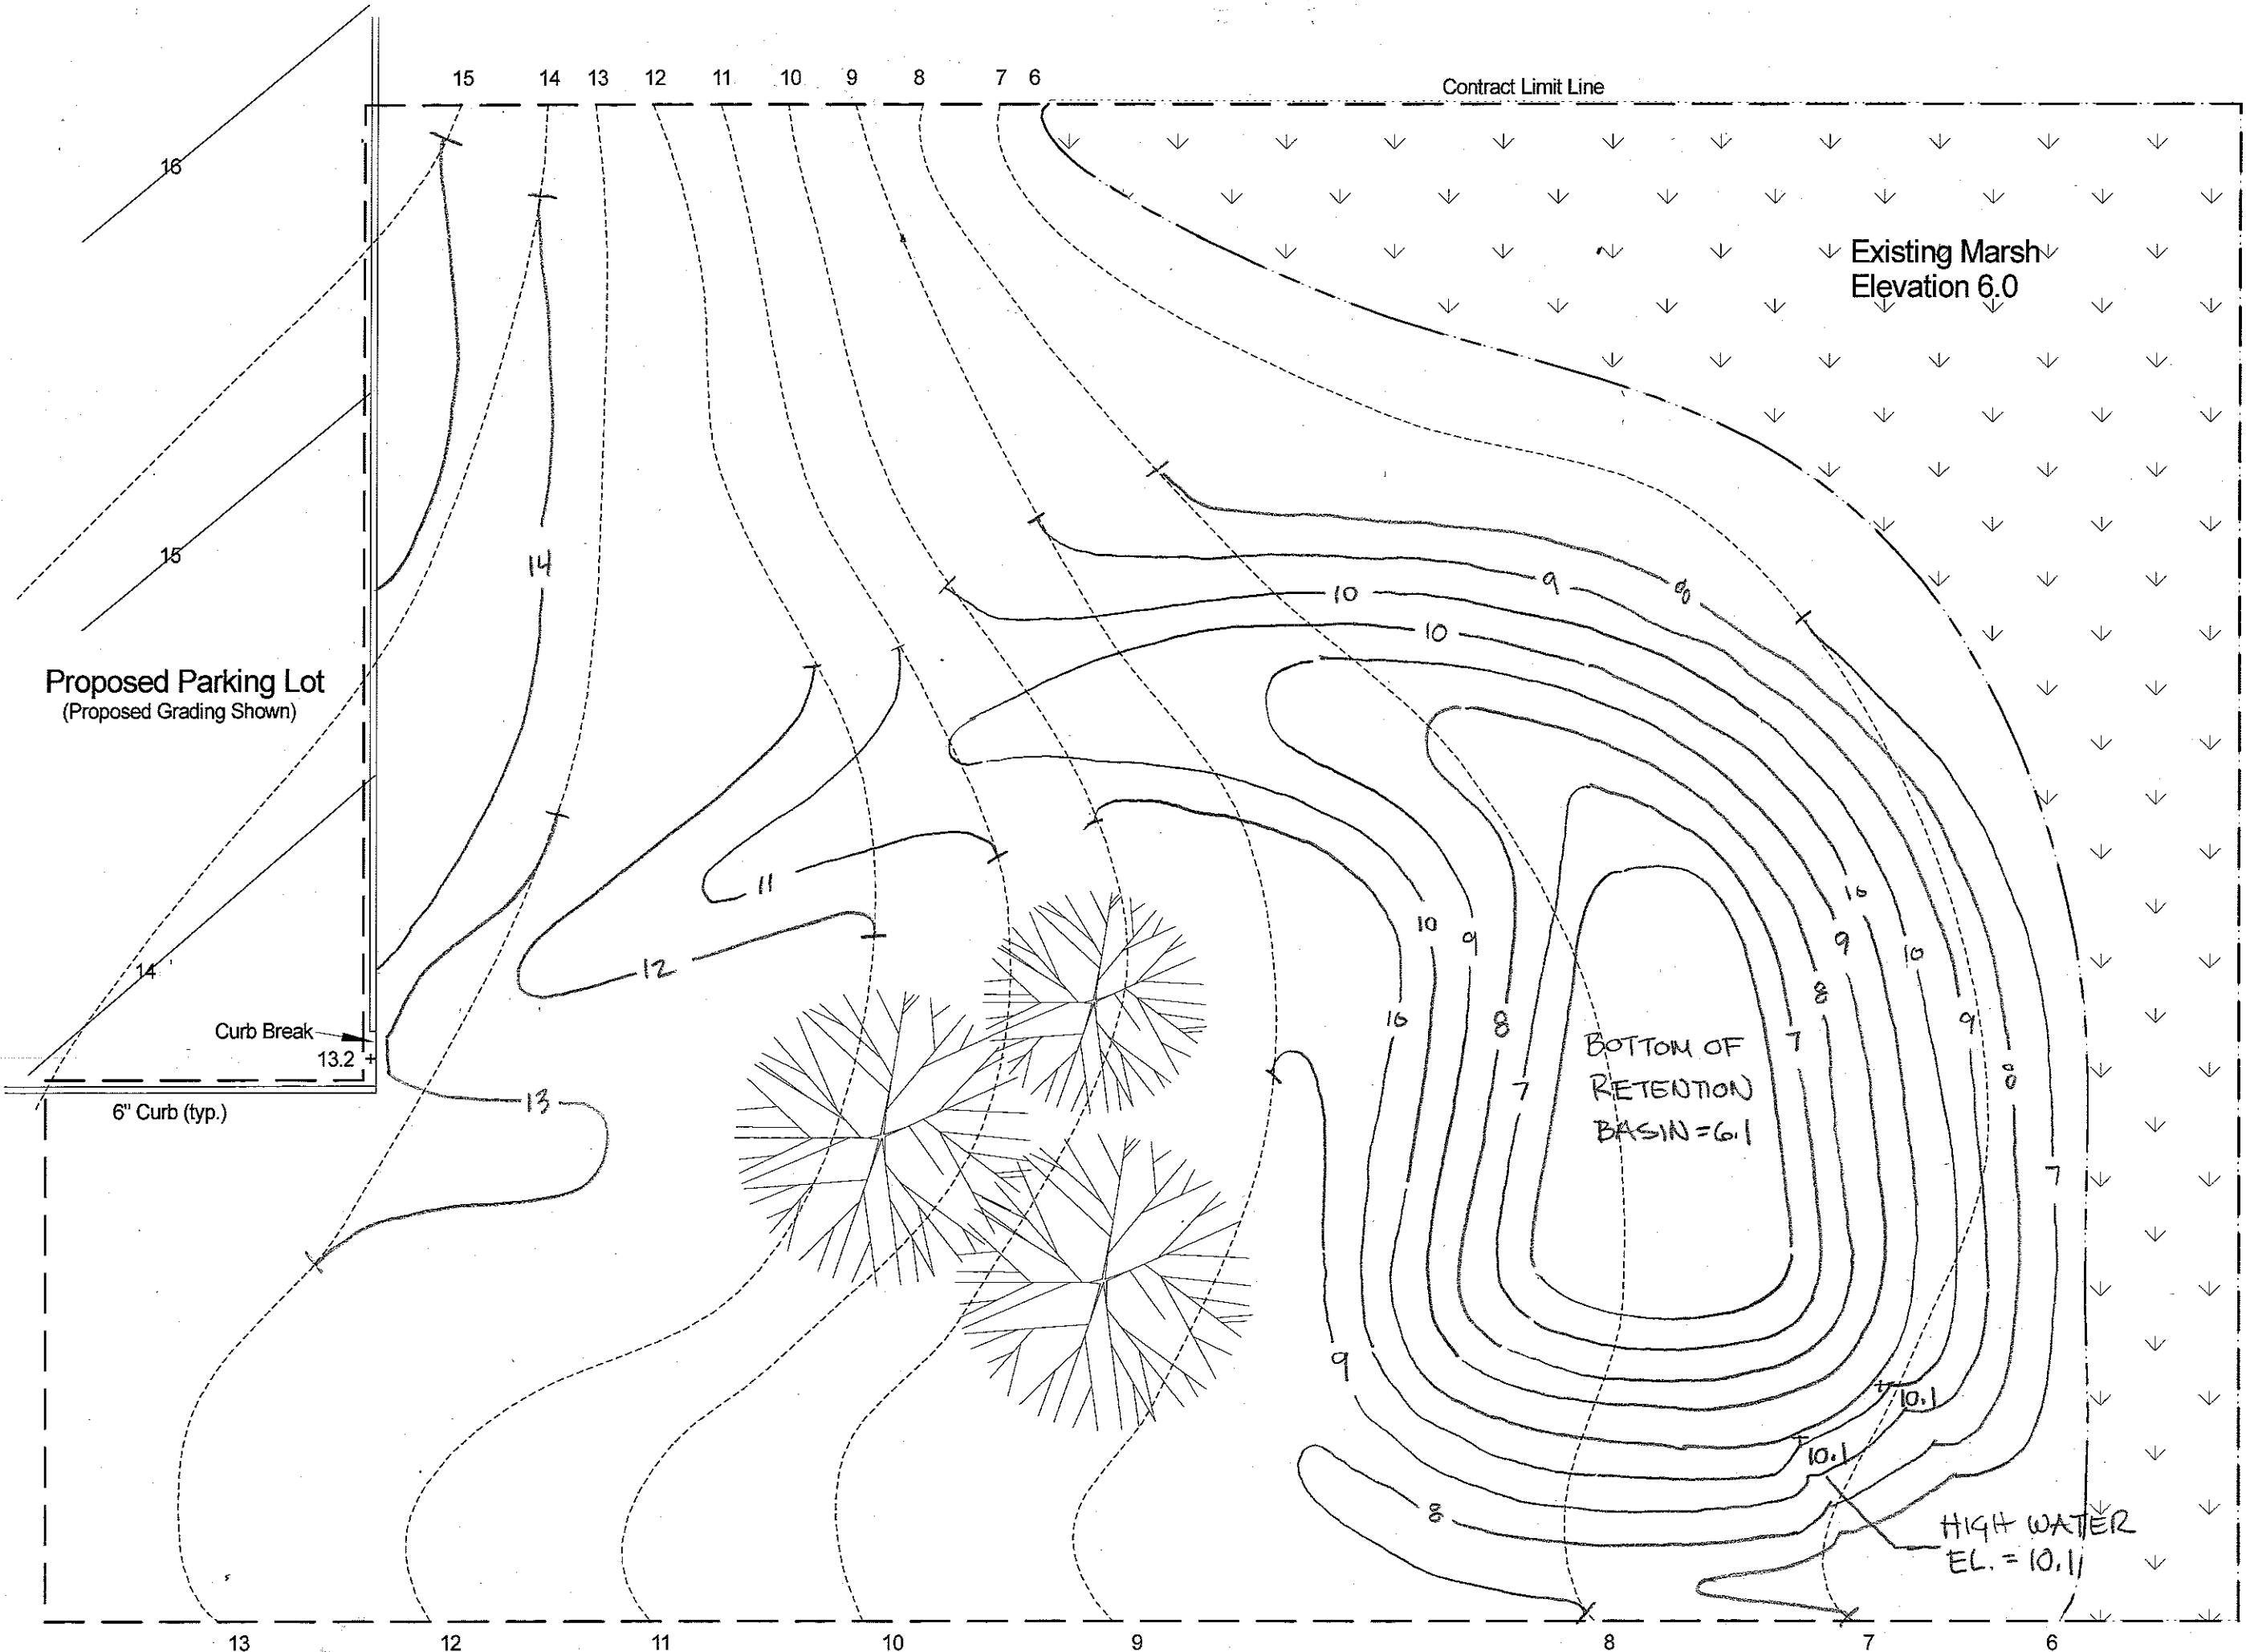 15 14 13 12 11 10 9 8 7 6
Contract Limit Line
16
Existing Marsh
Elevation 6.0
15
14
9
8
10
10
Proposed Parking Lot
(Proposed Grading Shown)
11
10
10
9
9
10
12
14
8
Curb Break
10
8
9
13.2
7
BOTTOM OF
RETENTION
BASIN = 6.1
8
7
6" Curb (typ.)
13
7
9
10.1
10.1
8
HIGH WATER
EL. = 10.1
13 12 11 10 9 8 7 6